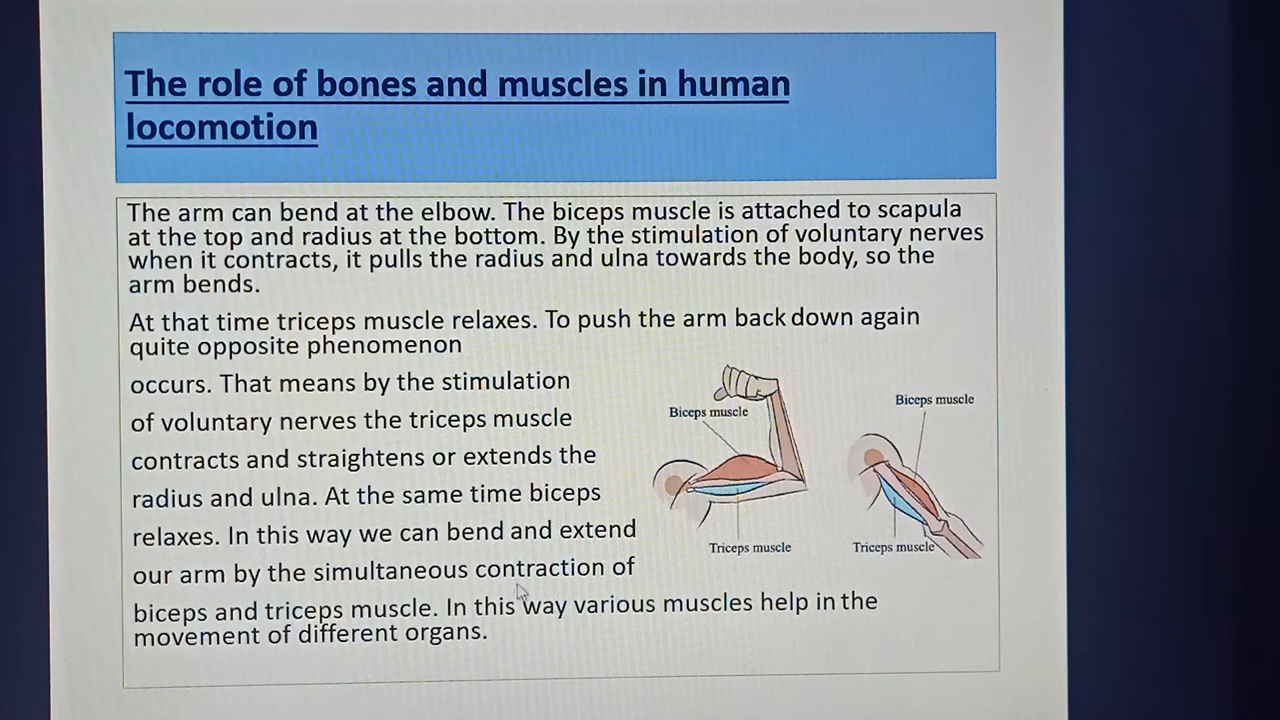 The role of bones and muscles in human
locomotion
The arm can bend at the elbow. The biceps muscle is attached to scapula
at the top and radius at the bottom. By the stimulation of voluntary nerves
when it contracts, it pulls the radius and ulna towards the body, so the
arm bends.
At that time triceps muscle relaxes. To push the arm back down again
quite opposite phenomenon
occurs. That means by the stimulation
of voluntary nerves the triceps muscle
contracts and straightens or extends the
radius and ulna. At the same time biceps
relaxes. In this way we can bend and extend
our arm by the simultaneous contraction of
biceps and triceps muscle. In this way various muscles help in the
movement of different organs.
Biceps muscle
Triceps muscle
Biceps muscle
Triceps muscle